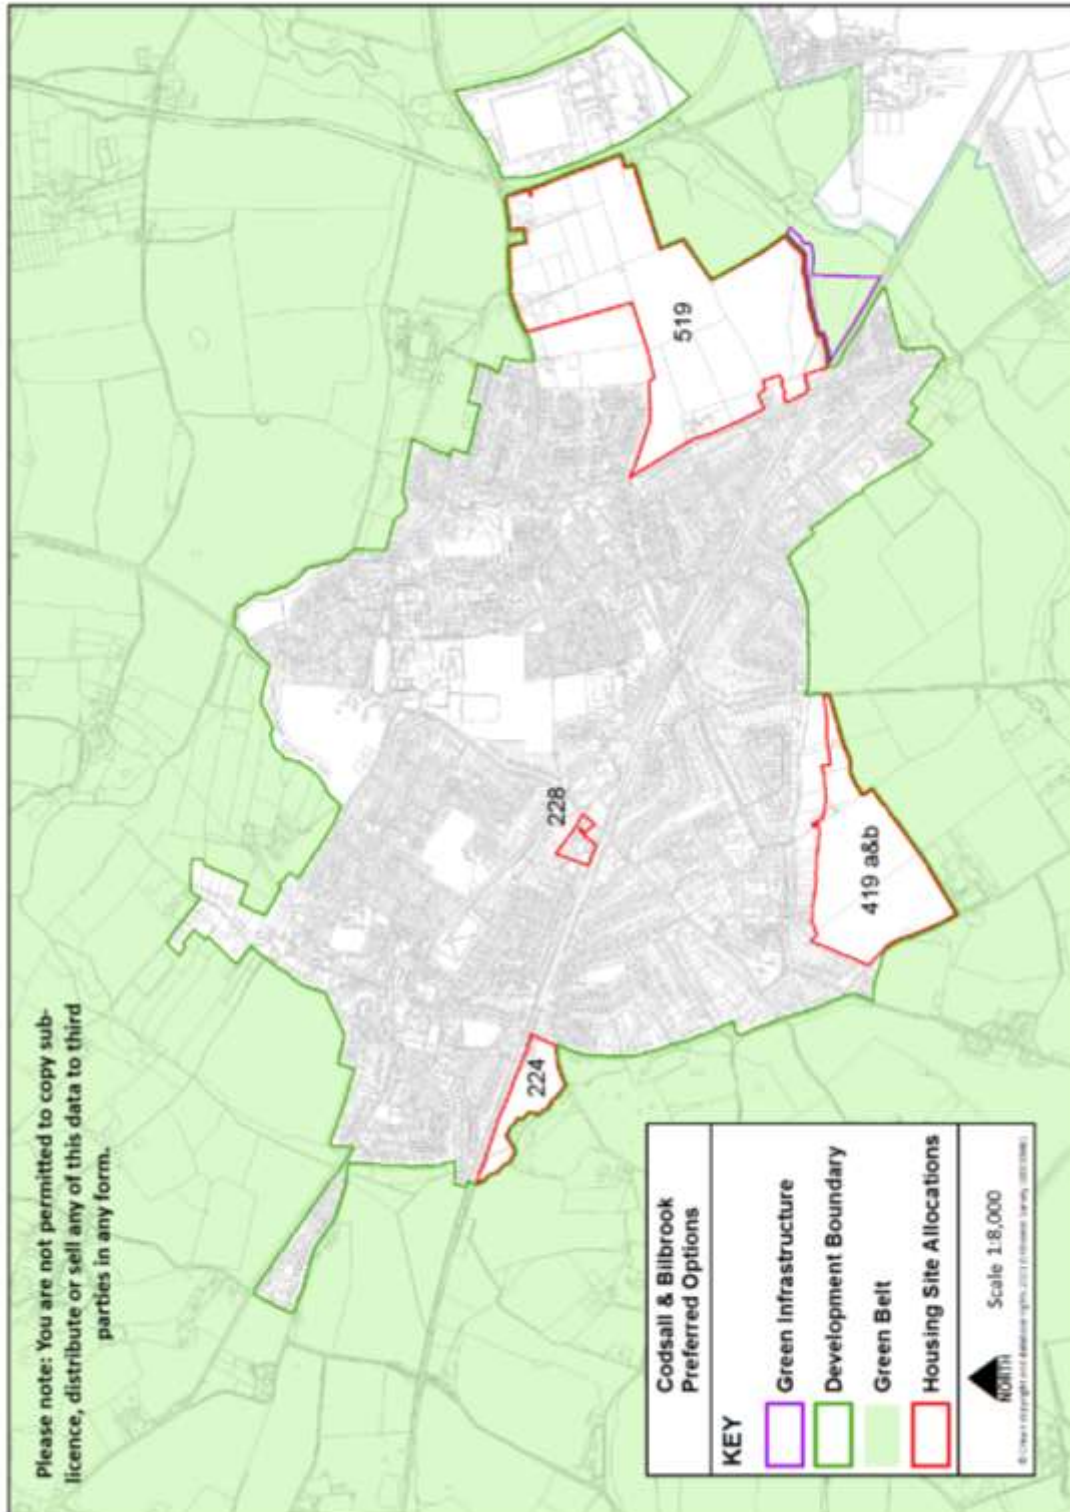 Please note: You are not permitted to copy sub-
licence, distribute or sell any of this data to third
parties in any form.
519
228
224
419 a&b
Codsall & Bilbrook
Preferred Options
KEY
Green Infrastructure
Development Boundary
Green Belt
Housing Site Allocations
NORTH
Scale 1:8,000